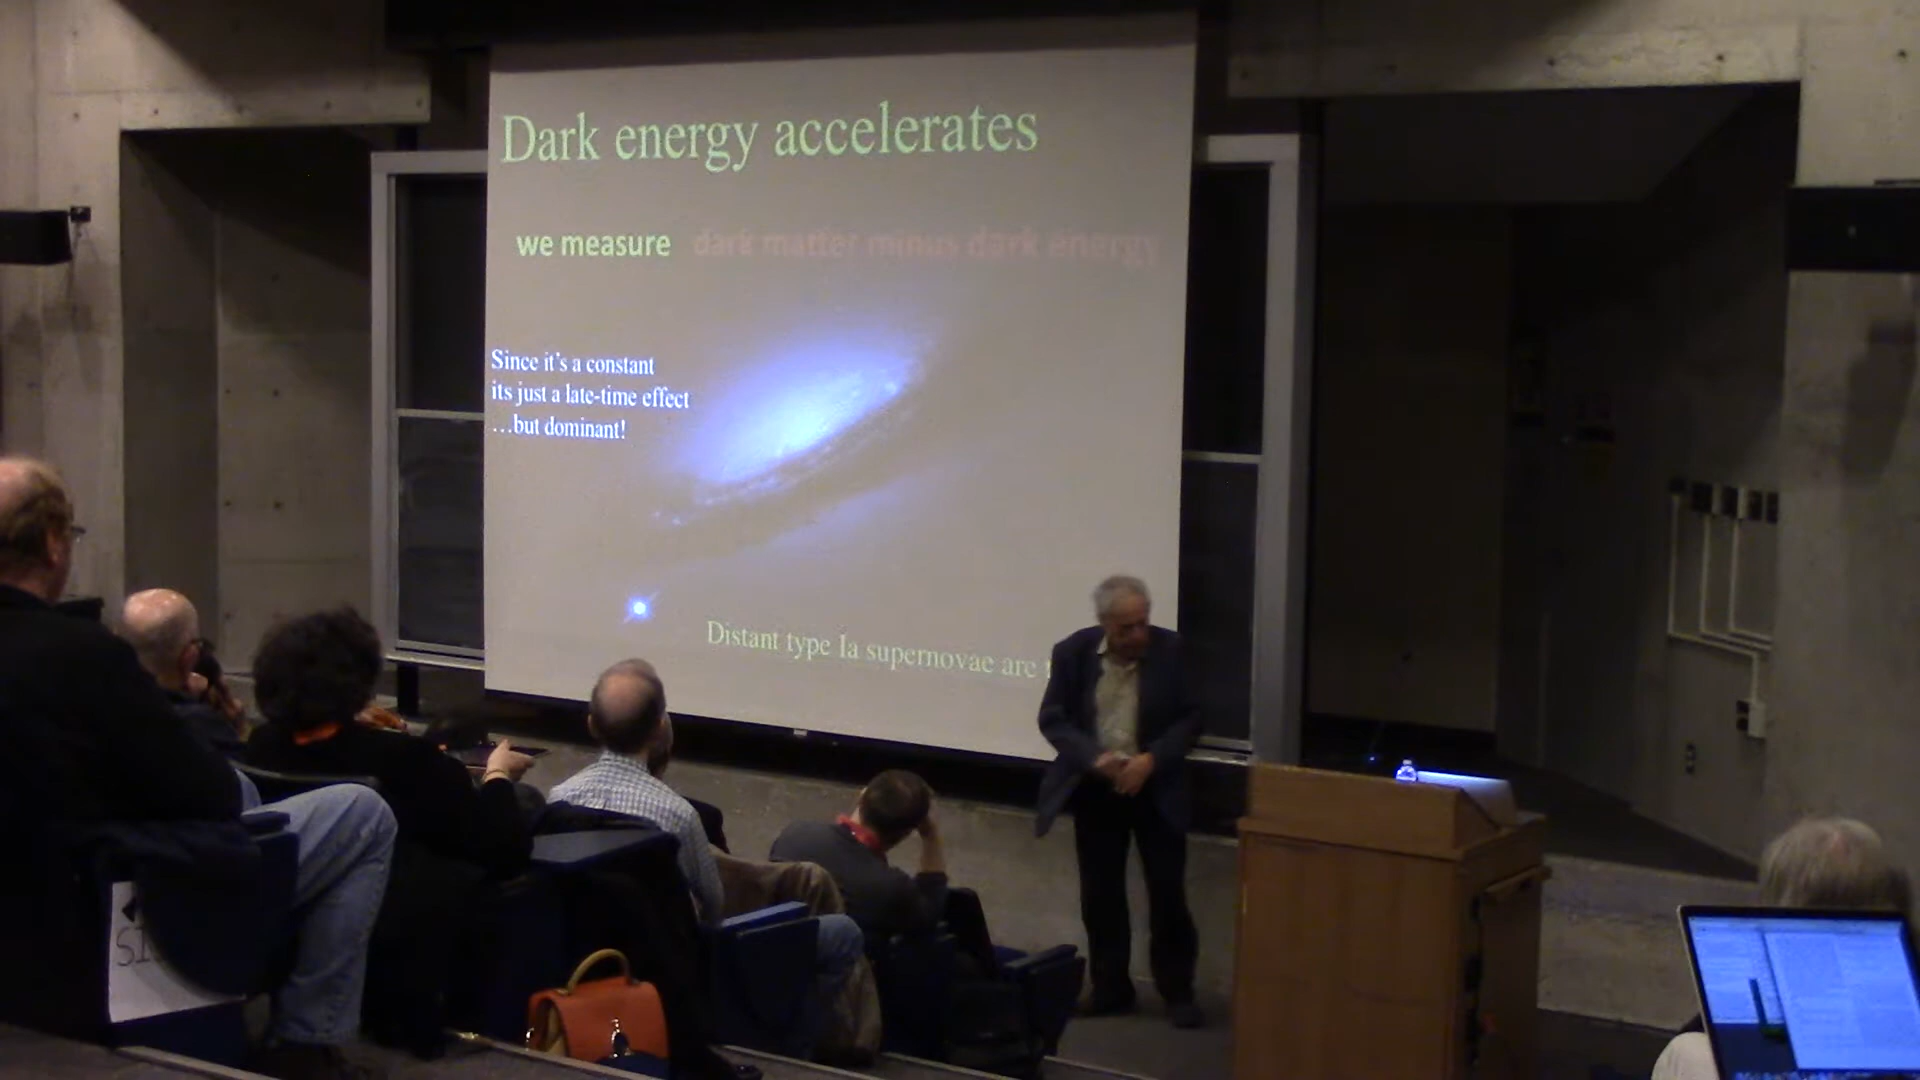 Dark energy accelerates
we measure dark matter minus dark energy
Since it's a constant
its just a late-time effect
…but dominant!
Distant type Ia supernovae are